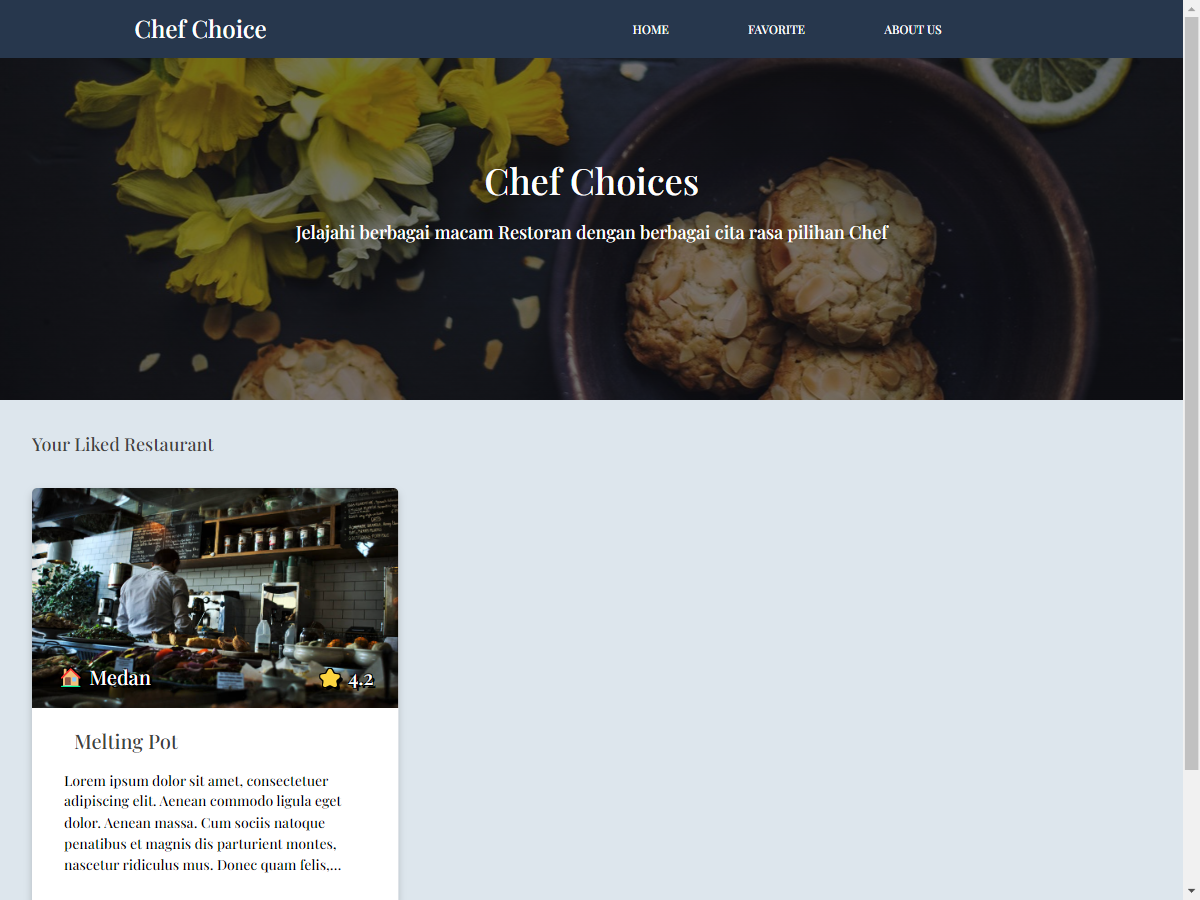 Chef Choice
HOME
FAVORITE
ABOUT US
Chef Choices
Jelajahi berbagai macam Restoran dengan berbagai cita rasa pilihan Chef
Your Liked Restaurant
🏠 Medan
⭐ 4.2
Melting Pot
Lorem ipsum dolor sit amet, consectetuer
adipiscing elit. Aenean commodo ligula eget
dolor. Aenean massa. Cum sociis natoque
penatibus et magnis dis parturient montes,
nascetur ridiculus mus. Donec quam felis,...